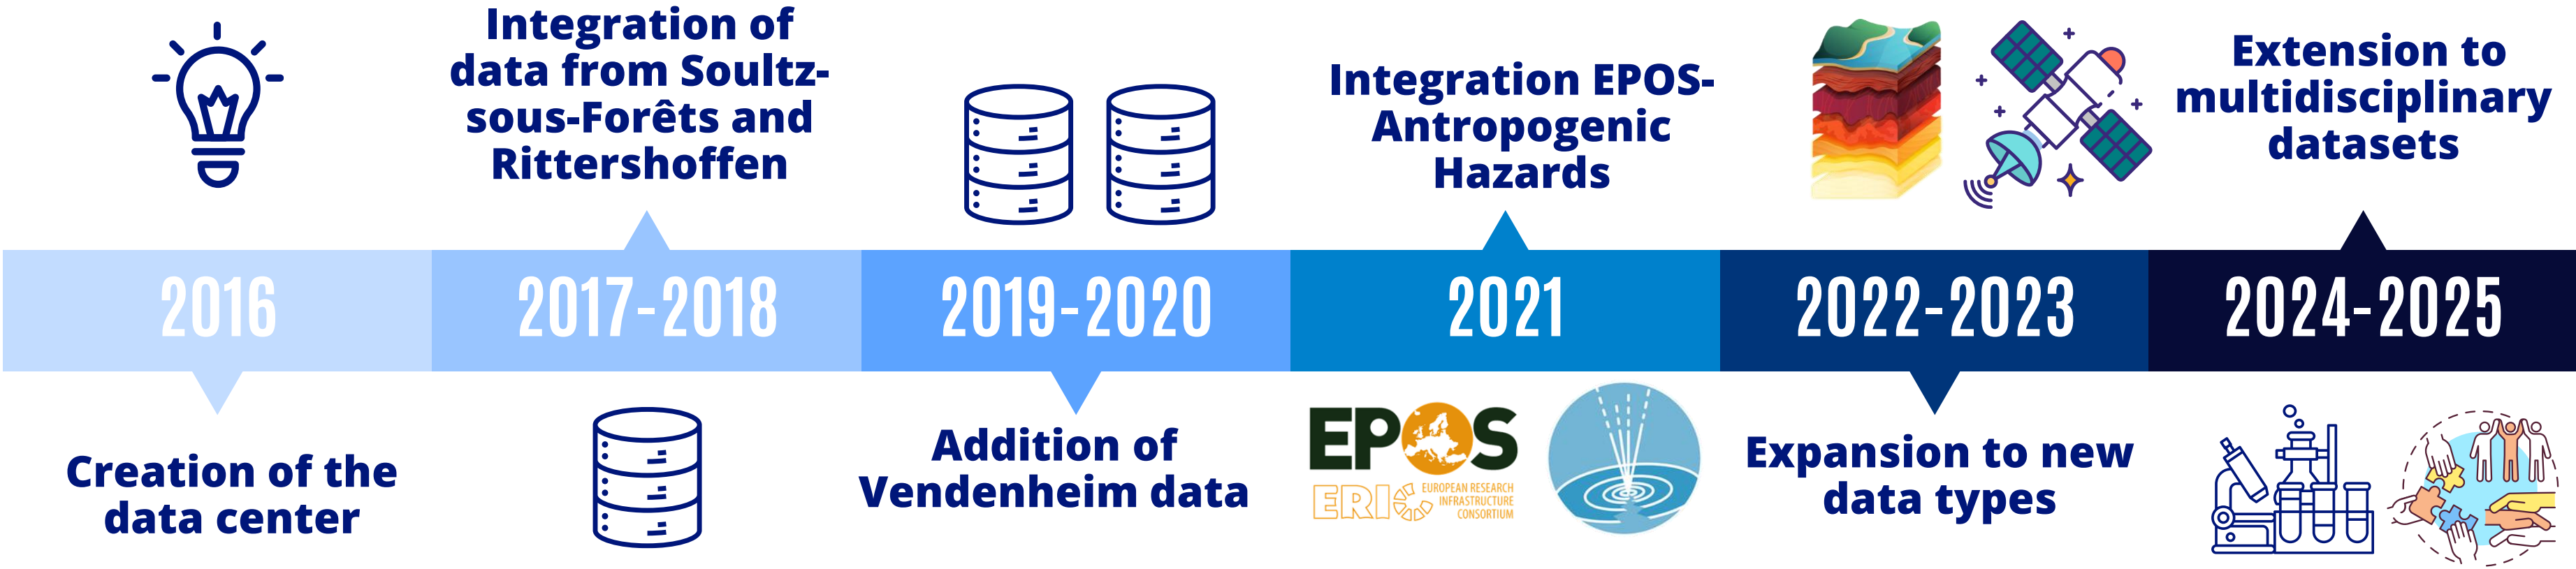 2016
Creation of the
data center
Integration of
data from Soultz-
sous-Forêts and
Rittershoffen
2017-2018
2019-2020
Addition of
Vendenheim data
Integration EPOS-
Antropogenic
Hazards
2021
EPOS
ERIC
EUROPEAN RESEARCH
INFRASTRUCTURE
CONSORTIUM
2022-2023
Expansion to new
data types
Extension to
multidisciplinary
datasets
2024-2025